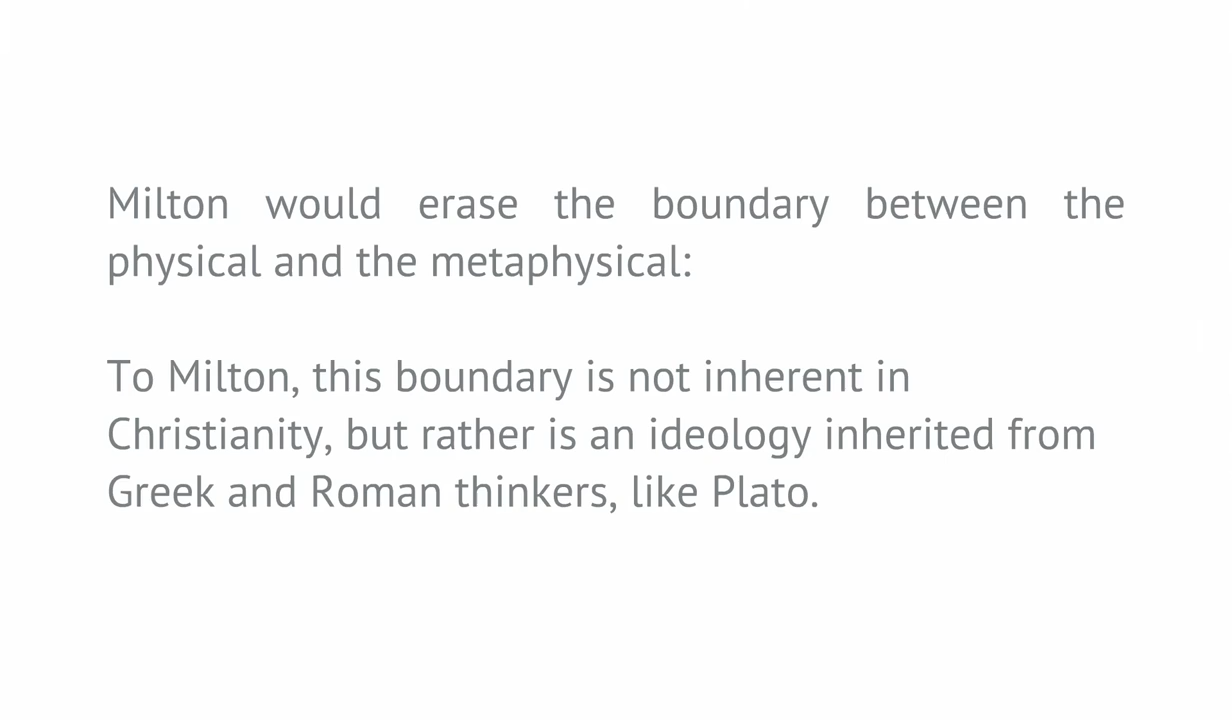 Milton would erase the boundary between the
physical and the metaphysical:
To Milton, this boundary is not inherent in
Christianity, but rather is an ideology inherited from
Greek and Roman thinkers, like Plato.